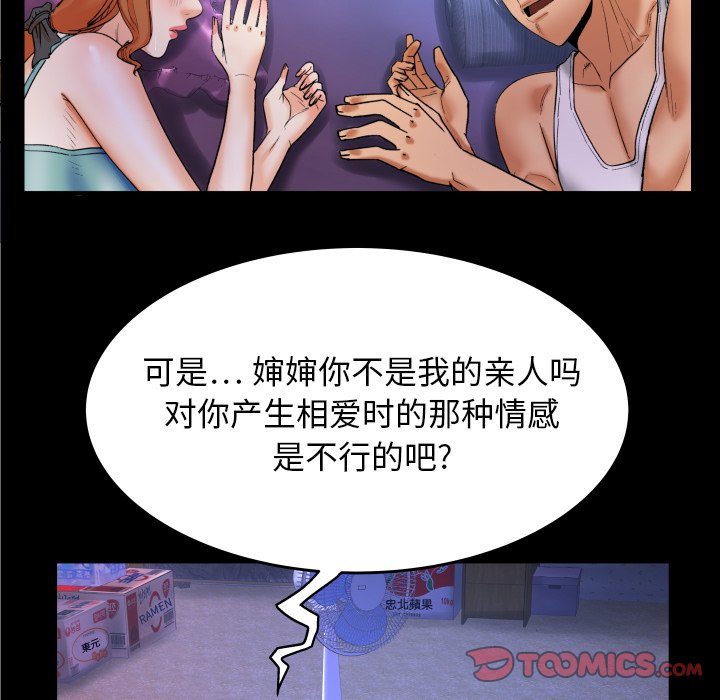 可是... 婶婶你不是我的亲人吗
对你产生相爱时的那种情感
是不行的吧?
RAMEN
東元
忠北蘋果
10kg
TOOMICS.COM